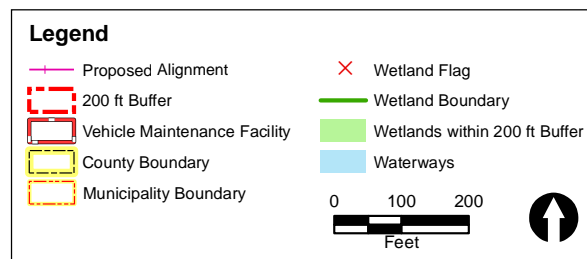 Legend
Proposed Alignment
200 ft Buffer
Vehicle Maintenance Facility
County Boundary
Municipality Boundary
Wetland Flag
Wetland Boundary
Wetlands within 200 ft Buffer
Waterways
0 100 200
Feet